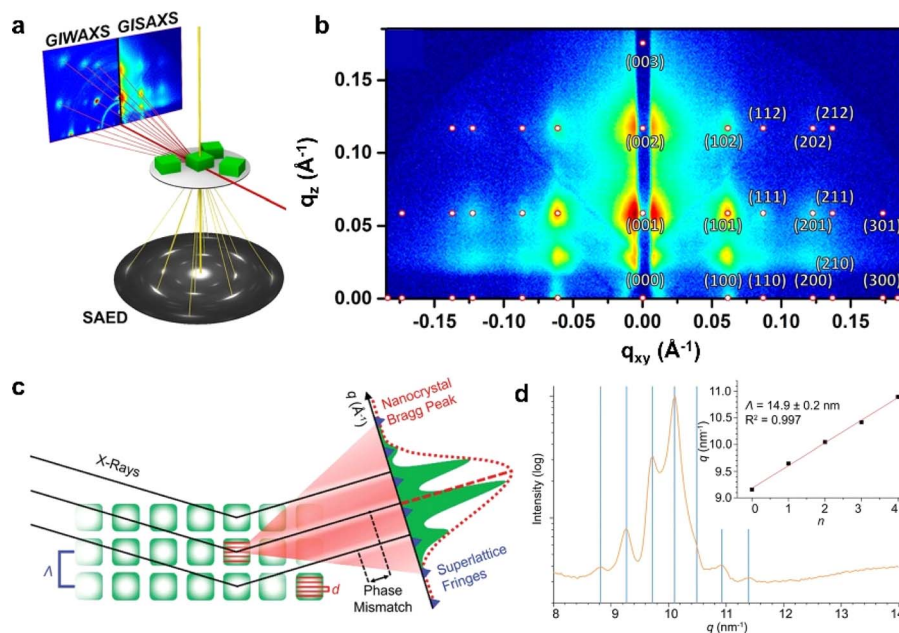 a
GIWAXS GISAXS
SAED
b
qz (Å-1)
0.15
0.10
0.05
0.00
(003)
(112) (212)
(002) (102) (202)
(111) (211)
(001) (101) (201) (301)
(210)
(000) (100) (110) (200) (300)
-0.15 -0.10 -0.05 0.00 0.05 0.10 0.15
qxy (Å-1)
c
X-Rays
Λ
d
Phase
Mismatch
q (Å-1)
Nanocrystal
Bragg Peak
Superlattice
Fringes
d
Intensity (log)
8 9 10 11 12 13 14
q (nm-1)
Λ = 14.9 ± 0.2 nm
R2 = 0.997
q (nm-1)
11.0
10.5
10.0
9.5
9.0
0 1 2 3 4
n